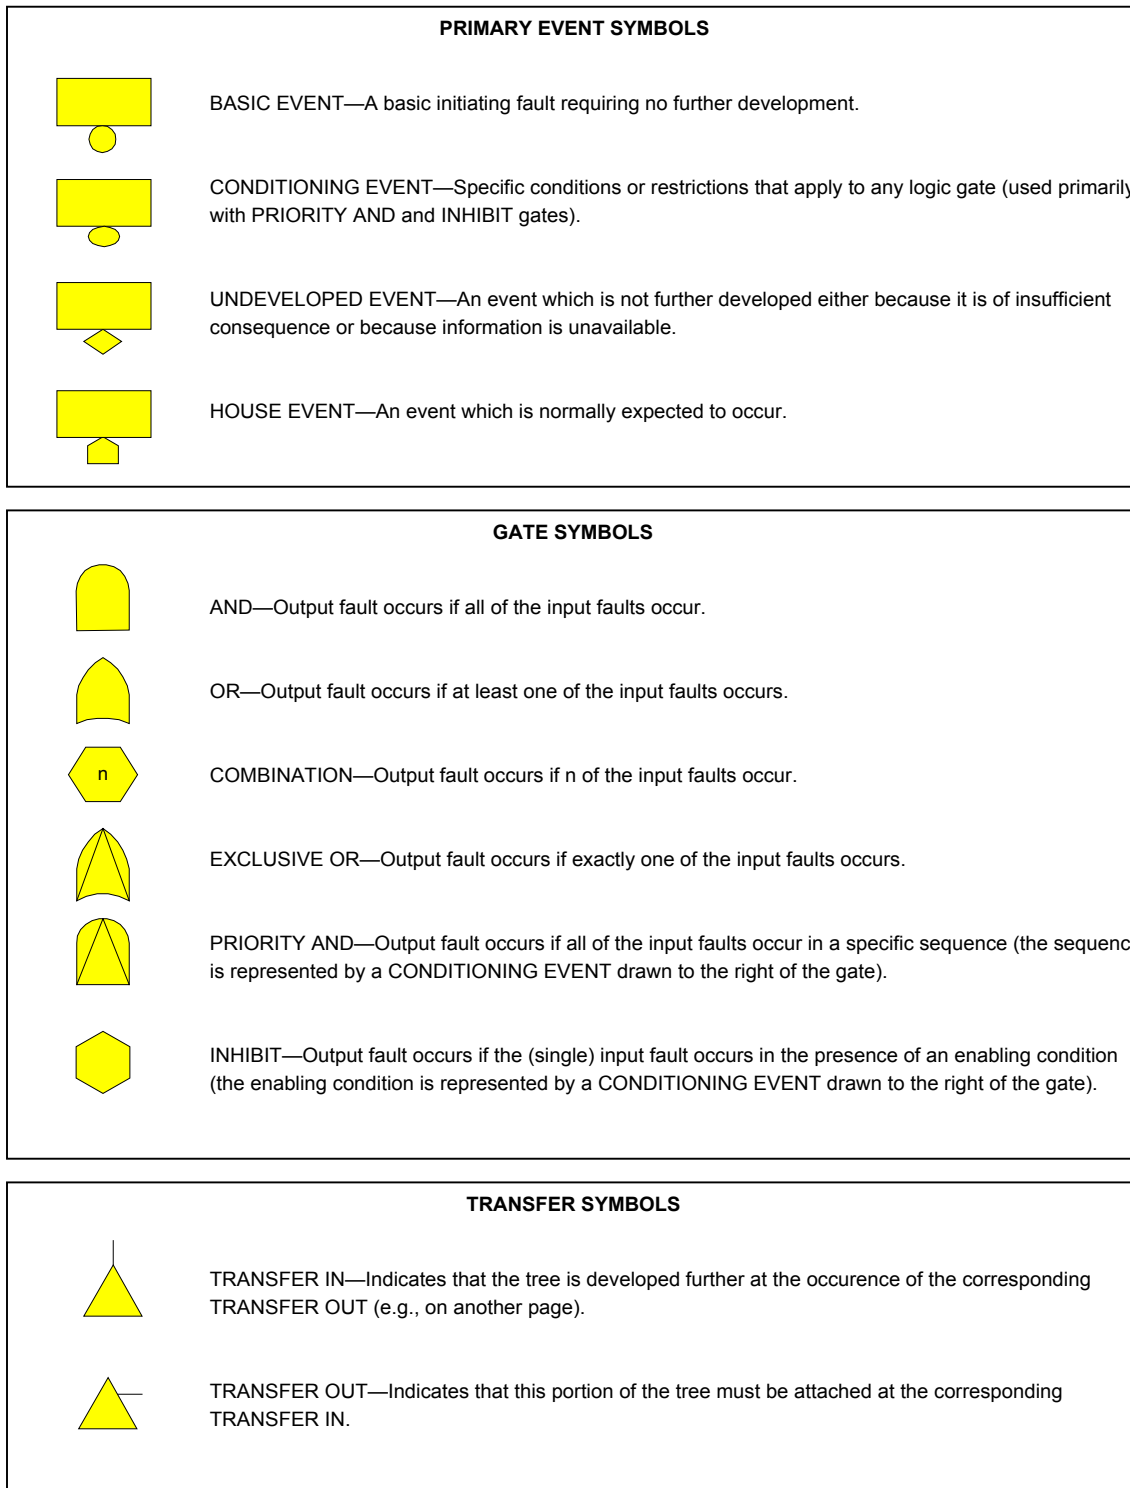 PRIMARY EVENT SYMBOLS
BASIC EVENT—A basic initiating fault requiring no further development.
CONDITIONING EVENT—Specific conditions or restrictions that apply to any logic gate (used primarily
with PRIORITY AND and INHIBIT gates).
UNDEVELOPED EVENT—An event which is not further developed either because it is of insufficient
consequence or because information is unavailable.
HOUSE EVENT—An event which is normally expected to occur.
GATE SYMBOLS
AND—Output fault occurs if all of the input faults occur.
OR—Output fault occurs if at least one of the input faults occurs.
n
COMBINATION—Output fault occurs if n of the input faults occur.
EXCLUSIVE OR—Output fault occurs if exactly one of the input faults occurs.
PRIORITY AND—Output fault occurs if all of the input faults occur in a specific sequence (the sequenc
is represented by a CONDITIONING EVENT drawn to the right of the gate).
INHIBIT—Output fault occurs if the (single) input fault occurs in the presence of an enabling condition
(the enabling condition is represented by a CONDITIONING EVENT drawn to the right of the gate).
TRANSFER SYMBOLS
TRANSFER IN—Indicates that the tree is developed further at the occurence of the corresponding
TRANSFER OUT (e.g., on another page).
TRANSFER OUT—Indicates that this portion of the tree must be attached at the corresponding
TRANSFER IN.